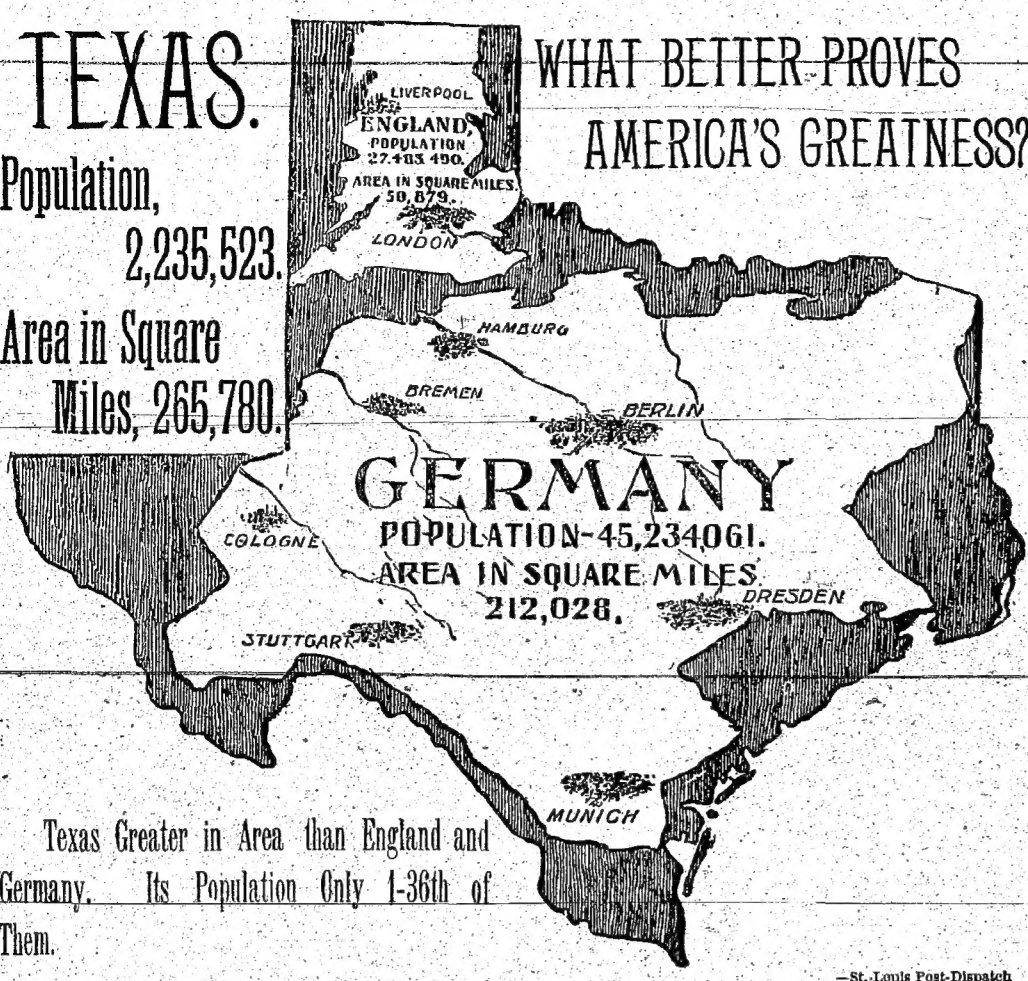 TEXAS.
Population,
2,235,523.
Area in Square
Miles, 265,780.
WHAT BETTER PROVES
AMERICA'S GREATNESS?
LIVERPOOL
ENGLAND,
POPULATION
27,483,490.
AREA IN SQUARE MILES.
50,879.
LONDON
HAMBURG
BREMEN
BERLIN
GERMANY
POPULATION-45,234,061.
AREA IN SQUARE MILES.
212,028.
COLOGNE
DRESDEN
STUTTGART
MUNICH
Texas Greater in Area than England and
Germany. Its Population Only 1-36th of
Them.
—St. Louis Post-Dispatch